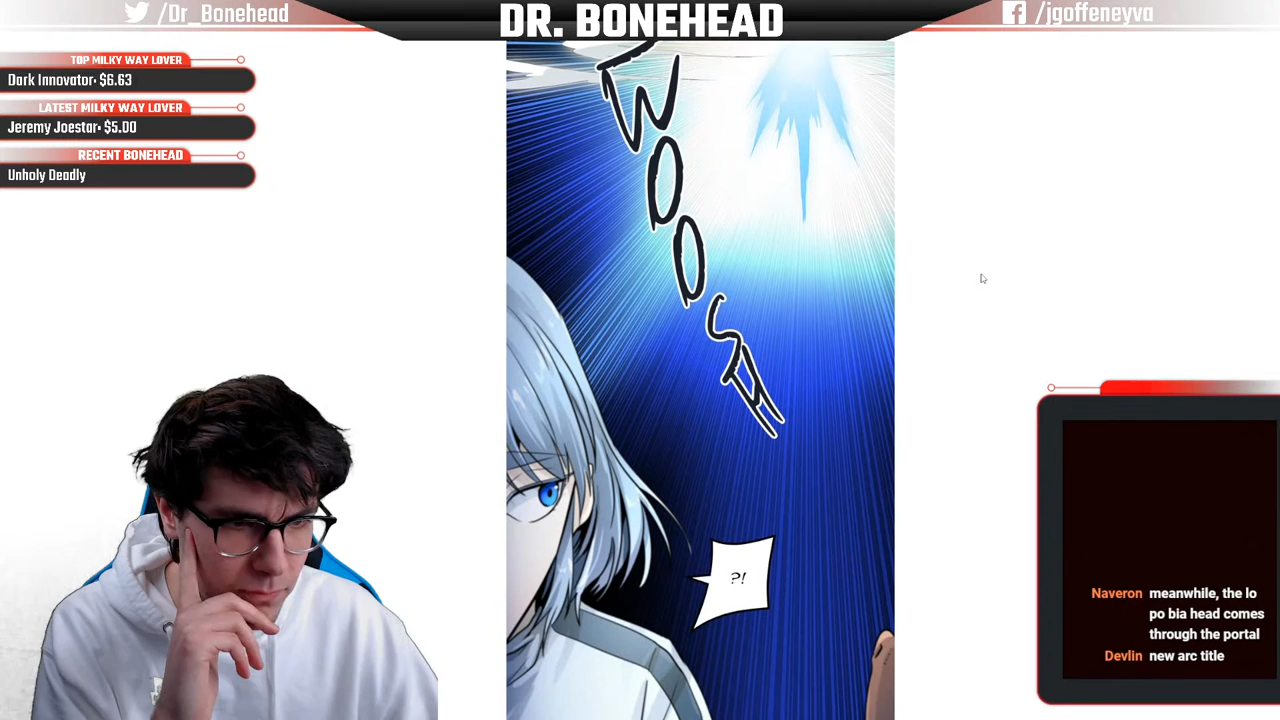 /Dr_Bonehead
DR. BONEHEAD
/jgoffeneyva
TOP MILKY WAY LOVER
Dark Innovator• $6.63
LATEST MILKY WAY LOVER
Jeremy Joestar• $5.00
RECENT BONEHEAD
Unholy Deadly
WOOSH
?!
Naveron meanwhile, the lo
po bia head comes
through the portal
Devlin new arc title